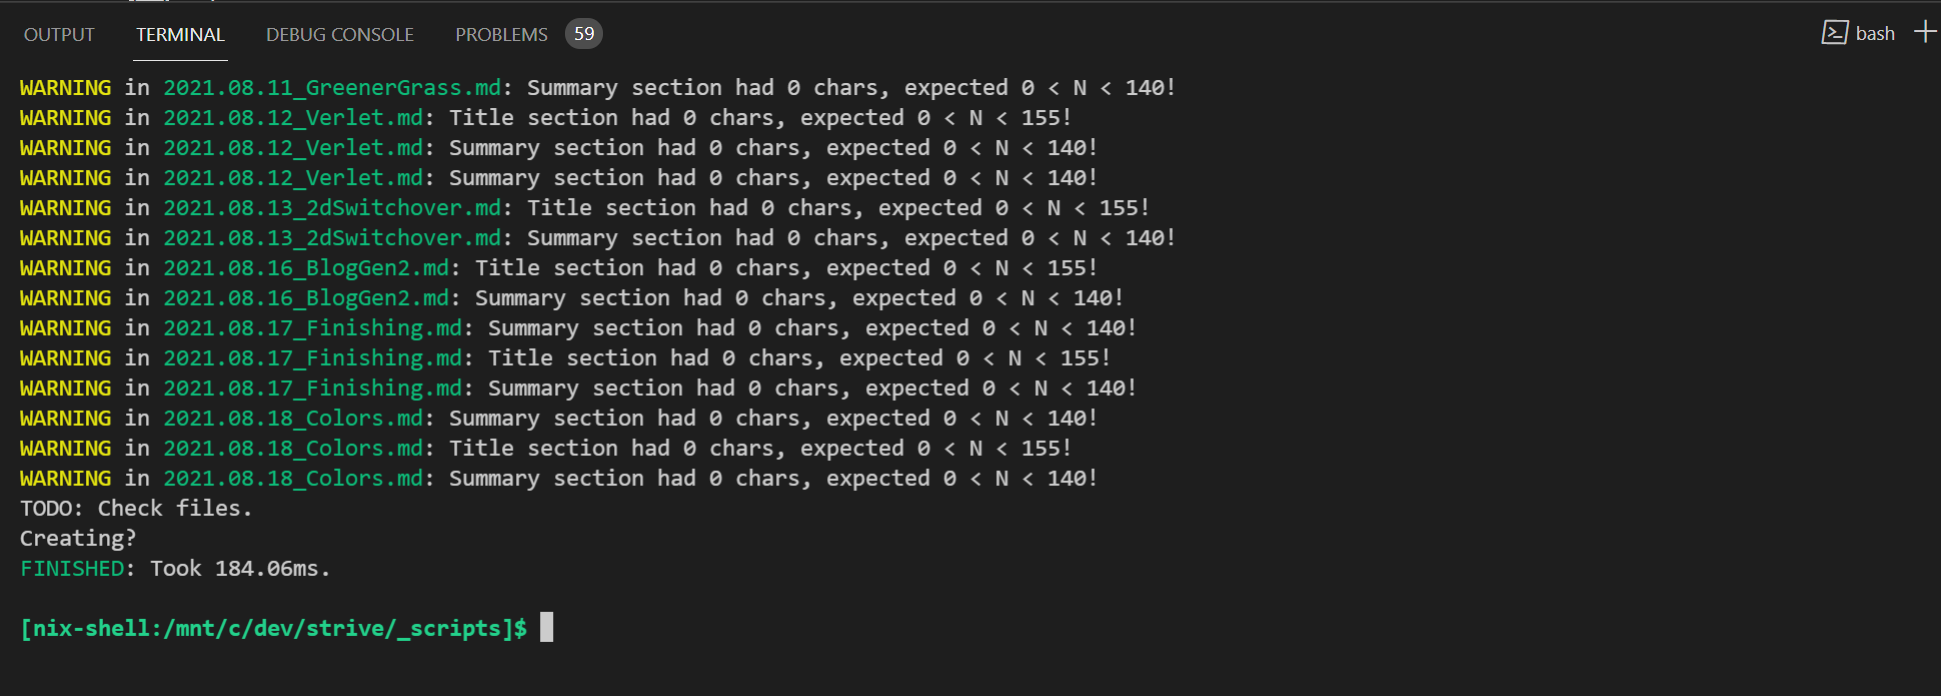 OUTPUT TERMINAL DEBUG CONSOLE PROBLEMS 59 bash
WARNING in 2021.08.11_GreenerGrass.md: Summary section had 0 chars, expected 0 < N < 140!
WARNING in 2021.08.12_Verlet.md: Title section had 0 chars, expected 0 < N < 155!
WARNING in 2021.08.12_Verlet.md: Summary section had 0 chars, expected 0 < N < 140!
WARNING in 2021.08.12_Verlet.md: Summary section had 0 chars, expected 0 < N < 140!
WARNING in 2021.08.13_2dSwitchover.md: Title section had 0 chars, expected 0 < N < 155!
WARNING in 2021.08.13_2dSwitchover.md: Summary section had 0 chars, expected 0 < N < 140!
WARNING in 2021.08.16_BlogGen2.md: Title section had 0 chars, expected 0 < N < 155!
WARNING in 2021.08.16_BlogGen2.md: Summary section had 0 chars, expected 0 < N < 140!
WARNING in 2021.08.17_Finishing.md: Summary section had 0 chars, expected 0 < N < 140!
WARNING in 2021.08.17_Finishing.md: Title section had 0 chars, expected 0 < N < 155!
WARNING in 2021.08.17_Finishing.md: Summary section had 0 chars, expected 0 < N < 140!
WARNING in 2021.08.18_Colors.md: Summary section had 0 chars, expected 0 < N < 140!
WARNING in 2021.08.18_Colors.md: Title section had 0 chars, expected 0 < N < 155!
WARNING in 2021.08.18_Colors.md: Summary section had 0 chars, expected 0 < N < 140!
TODO: Check files.
Creating?
FINISHED: Took 184.06ms.
[nix-shell:/mnt/c/dev/strive/_scripts]$